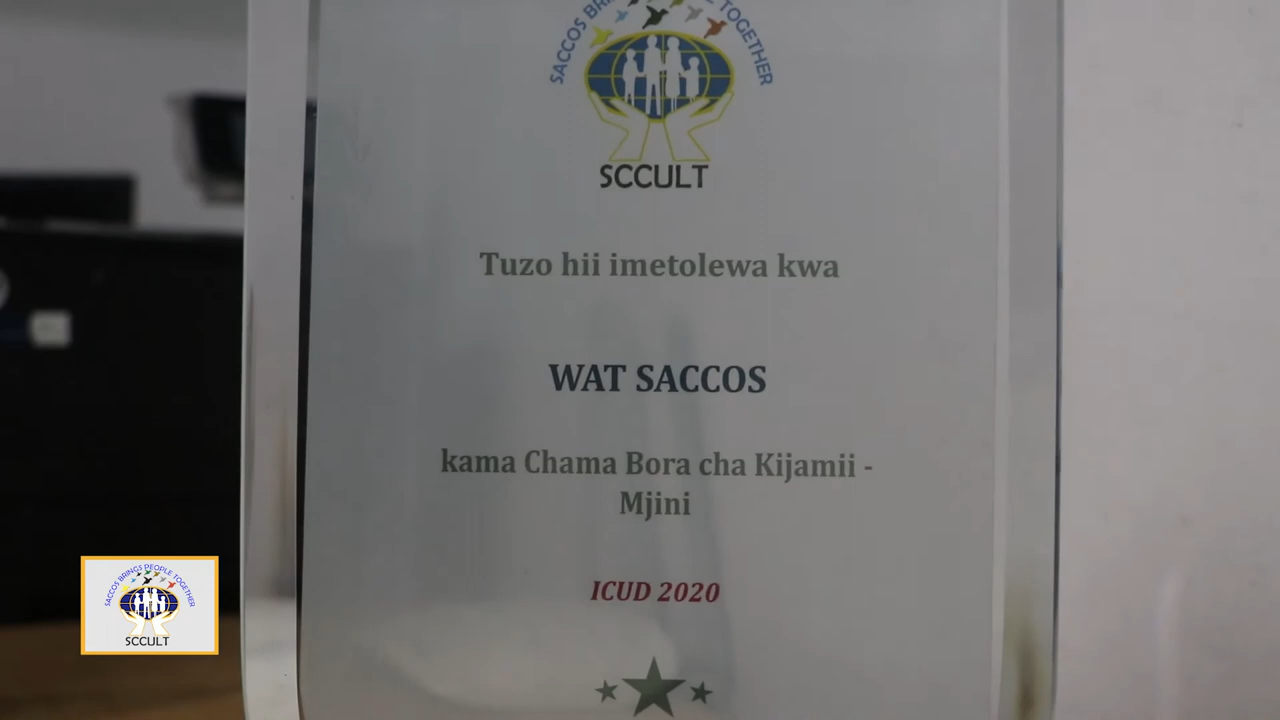 SACCOS BRINGS PEOPLE TOGETHER
SCCULT
Tuzo hii imetolewa kwa
WAT SACCOS
kama Chama Bora cha Kijamii -
Mjini
ICUD 2020
SACCOS BRINGS PEOPLE TOGETHER
SCCULT